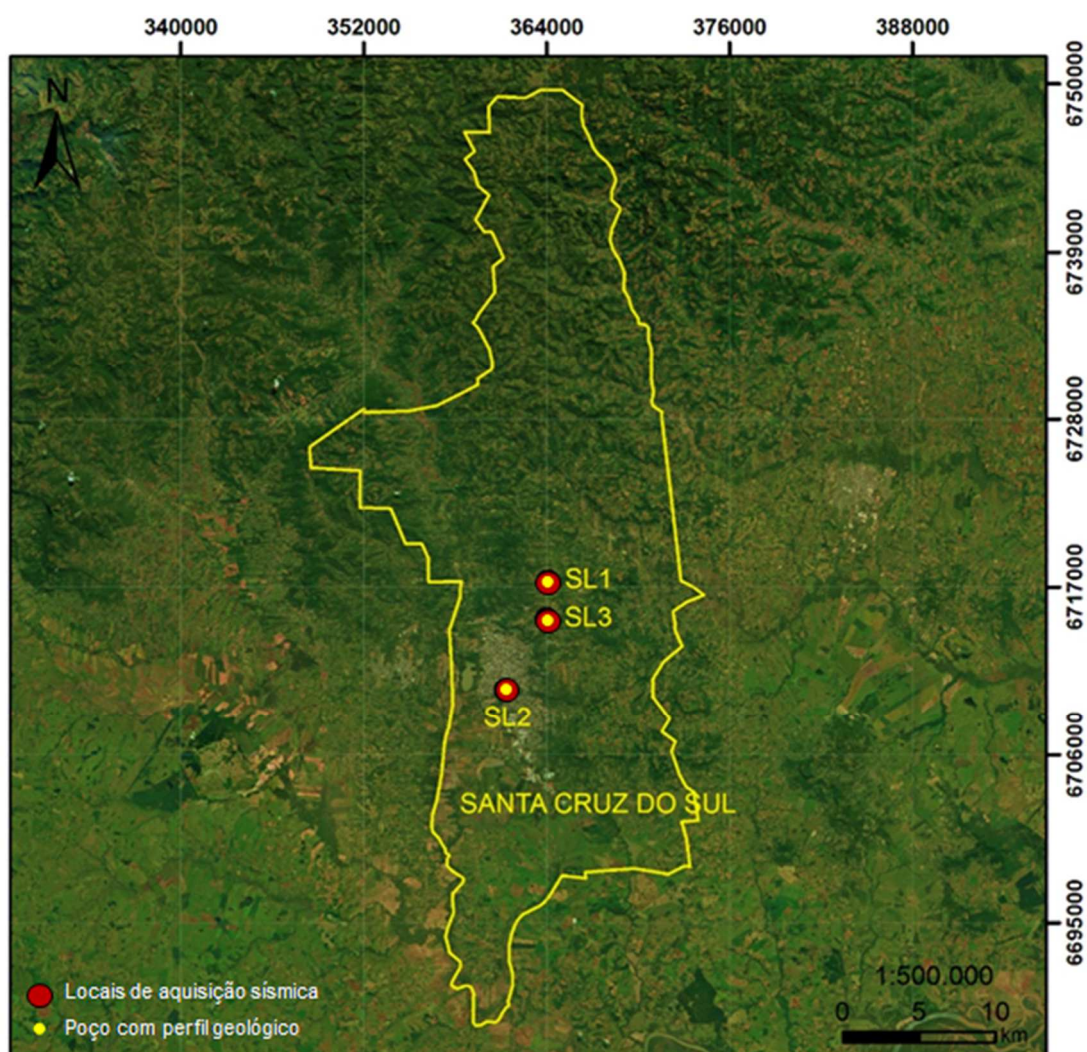 340000 352000 364000 376000 388000
N
6750000
6739000
6728000
6717000
6706000
6695000
SL1
SL3
SL2
SANTA CRUZ DO SUL
Locais de aquisição sísmica
Poço com perfil geológico
1:500.000
0 5 10
km